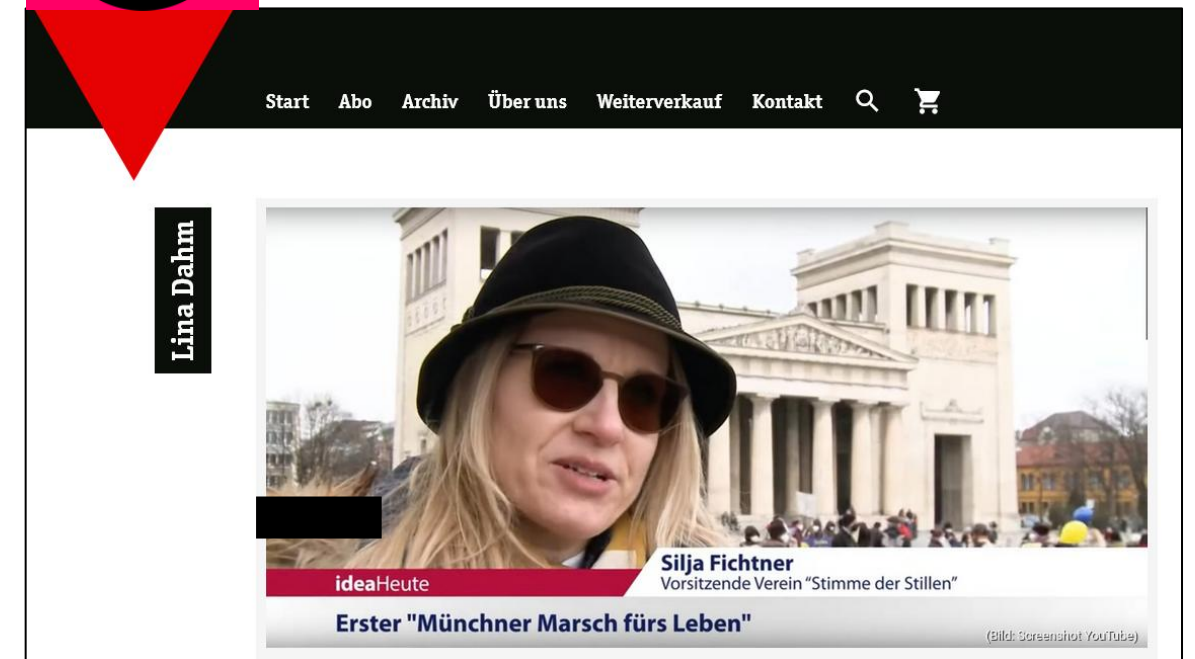 Start Abo Archiv Über uns Weiterverkauf Kontakt
Lina Dahm
Silja Fichtner
Vorsitzende Verein "Stimme der Stillen”
ideaHeute
Erster "Münchner Marsch fürs Leben"
(Bild: Screenshot YouTube)